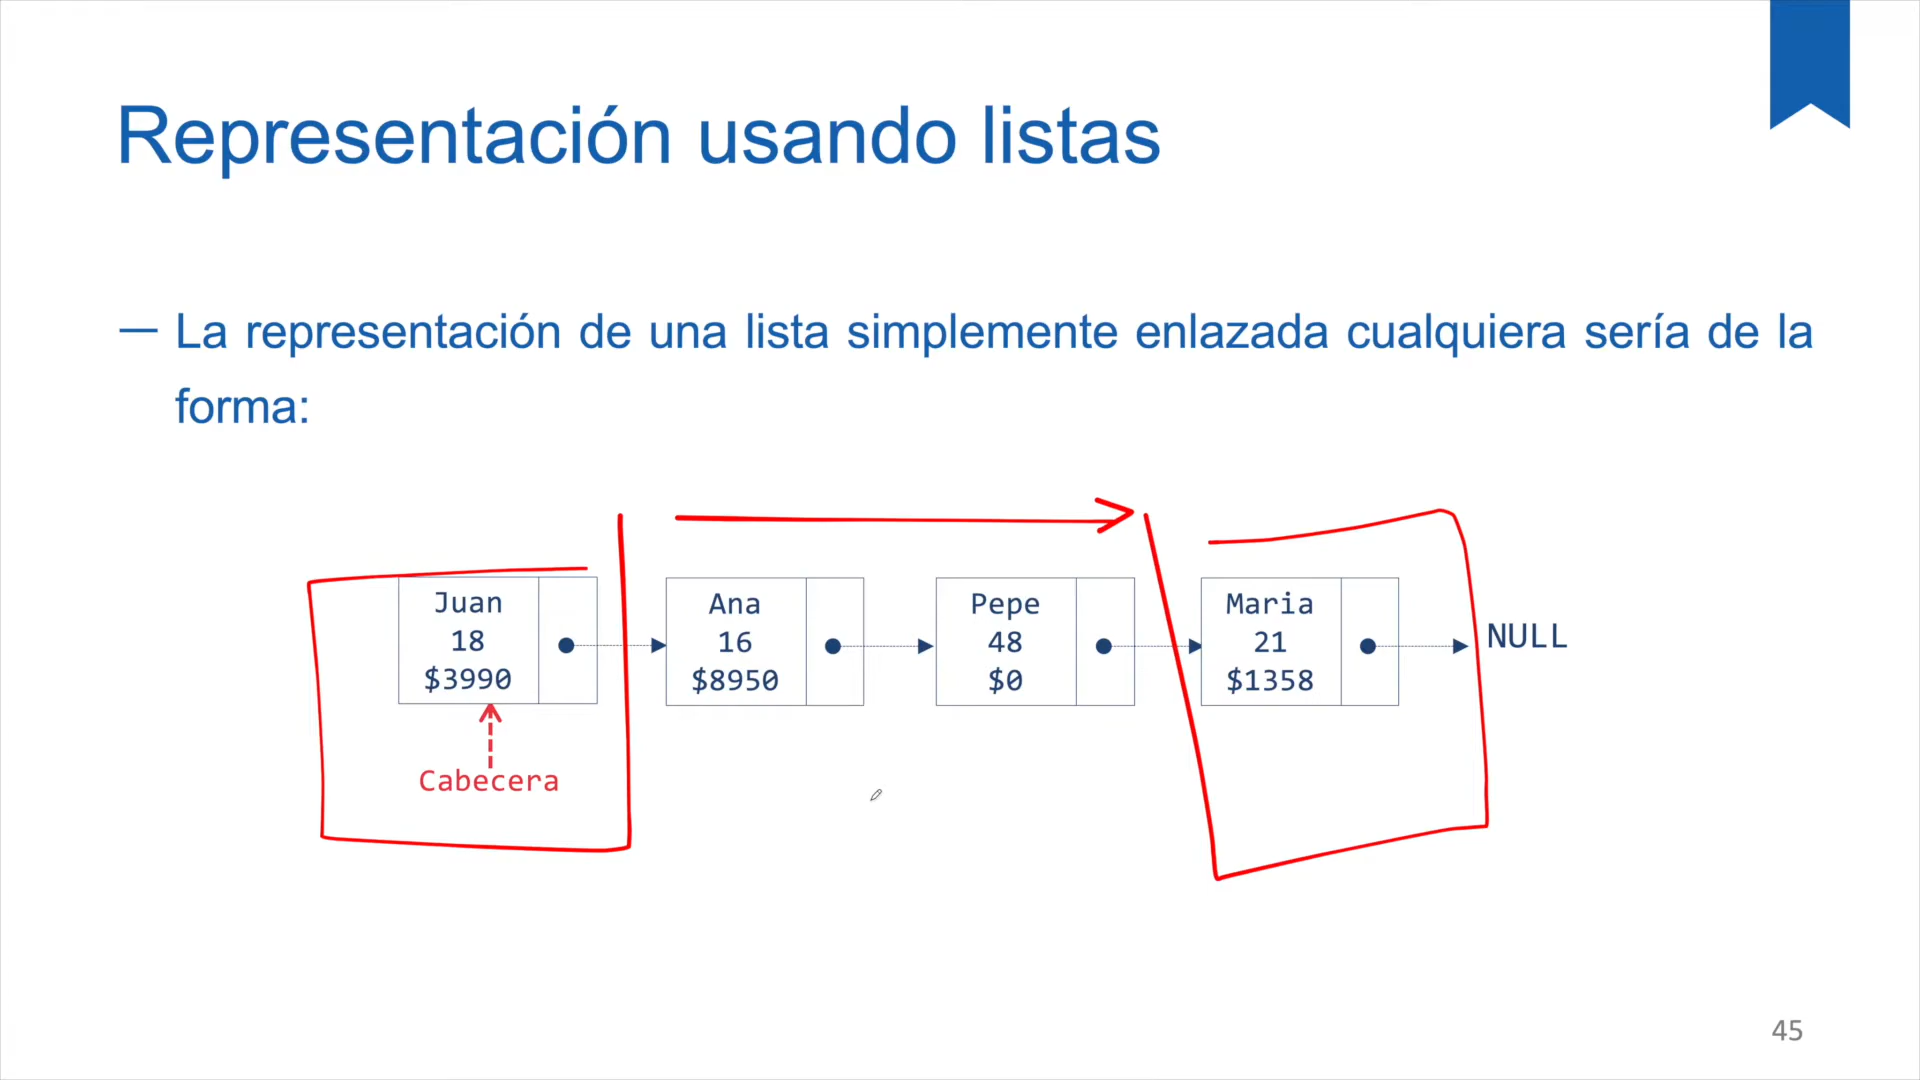 Representación usando listas
— La representación de una lista simplemente enlazada cualquiera sería de la
forma:
Juan
18
$3990
Ana
16
$8950
Pepe
48
$0
Maria
21
$1358
NULL
Cabecera
45